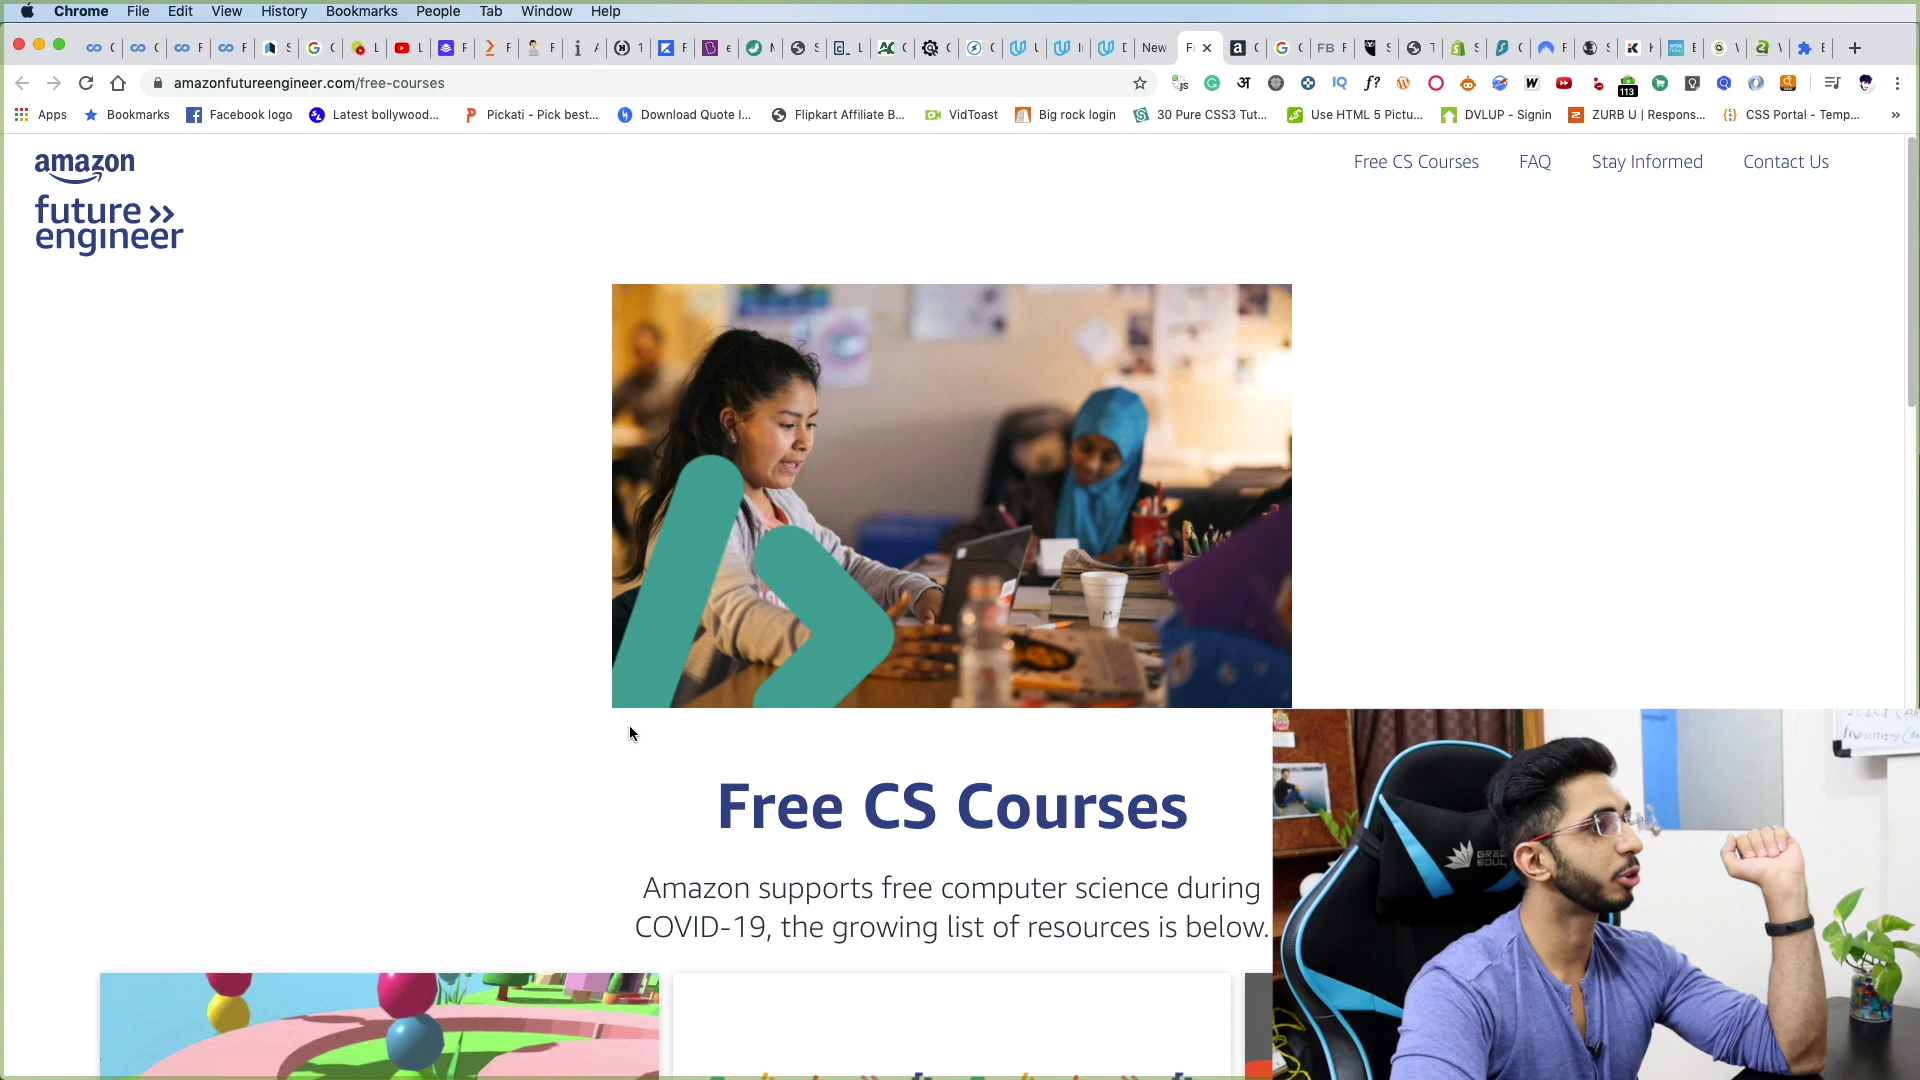 Chrome File Edit View History Bookmarks People Tab Window Help
New
amazonfutureengineer.com/free-courses
113
Apps Bookmarks Facebook logo Latest bollywood... Pickati - Pick best... Download Quote I... Flipkart Affiliate B... VidToast Big rock login 30 Pure CSS3 Tut... Use HTML 5 Pictu... DVLUP - Signin ZURB U | Respons... CSS Portal - Temp... »
amazon
future »
engineer
Free CS Courses FAQ Stay Informed Contact Us
Free CS Courses
Amazon supports free computer science during
COVID-19, the growing list of resources is below.